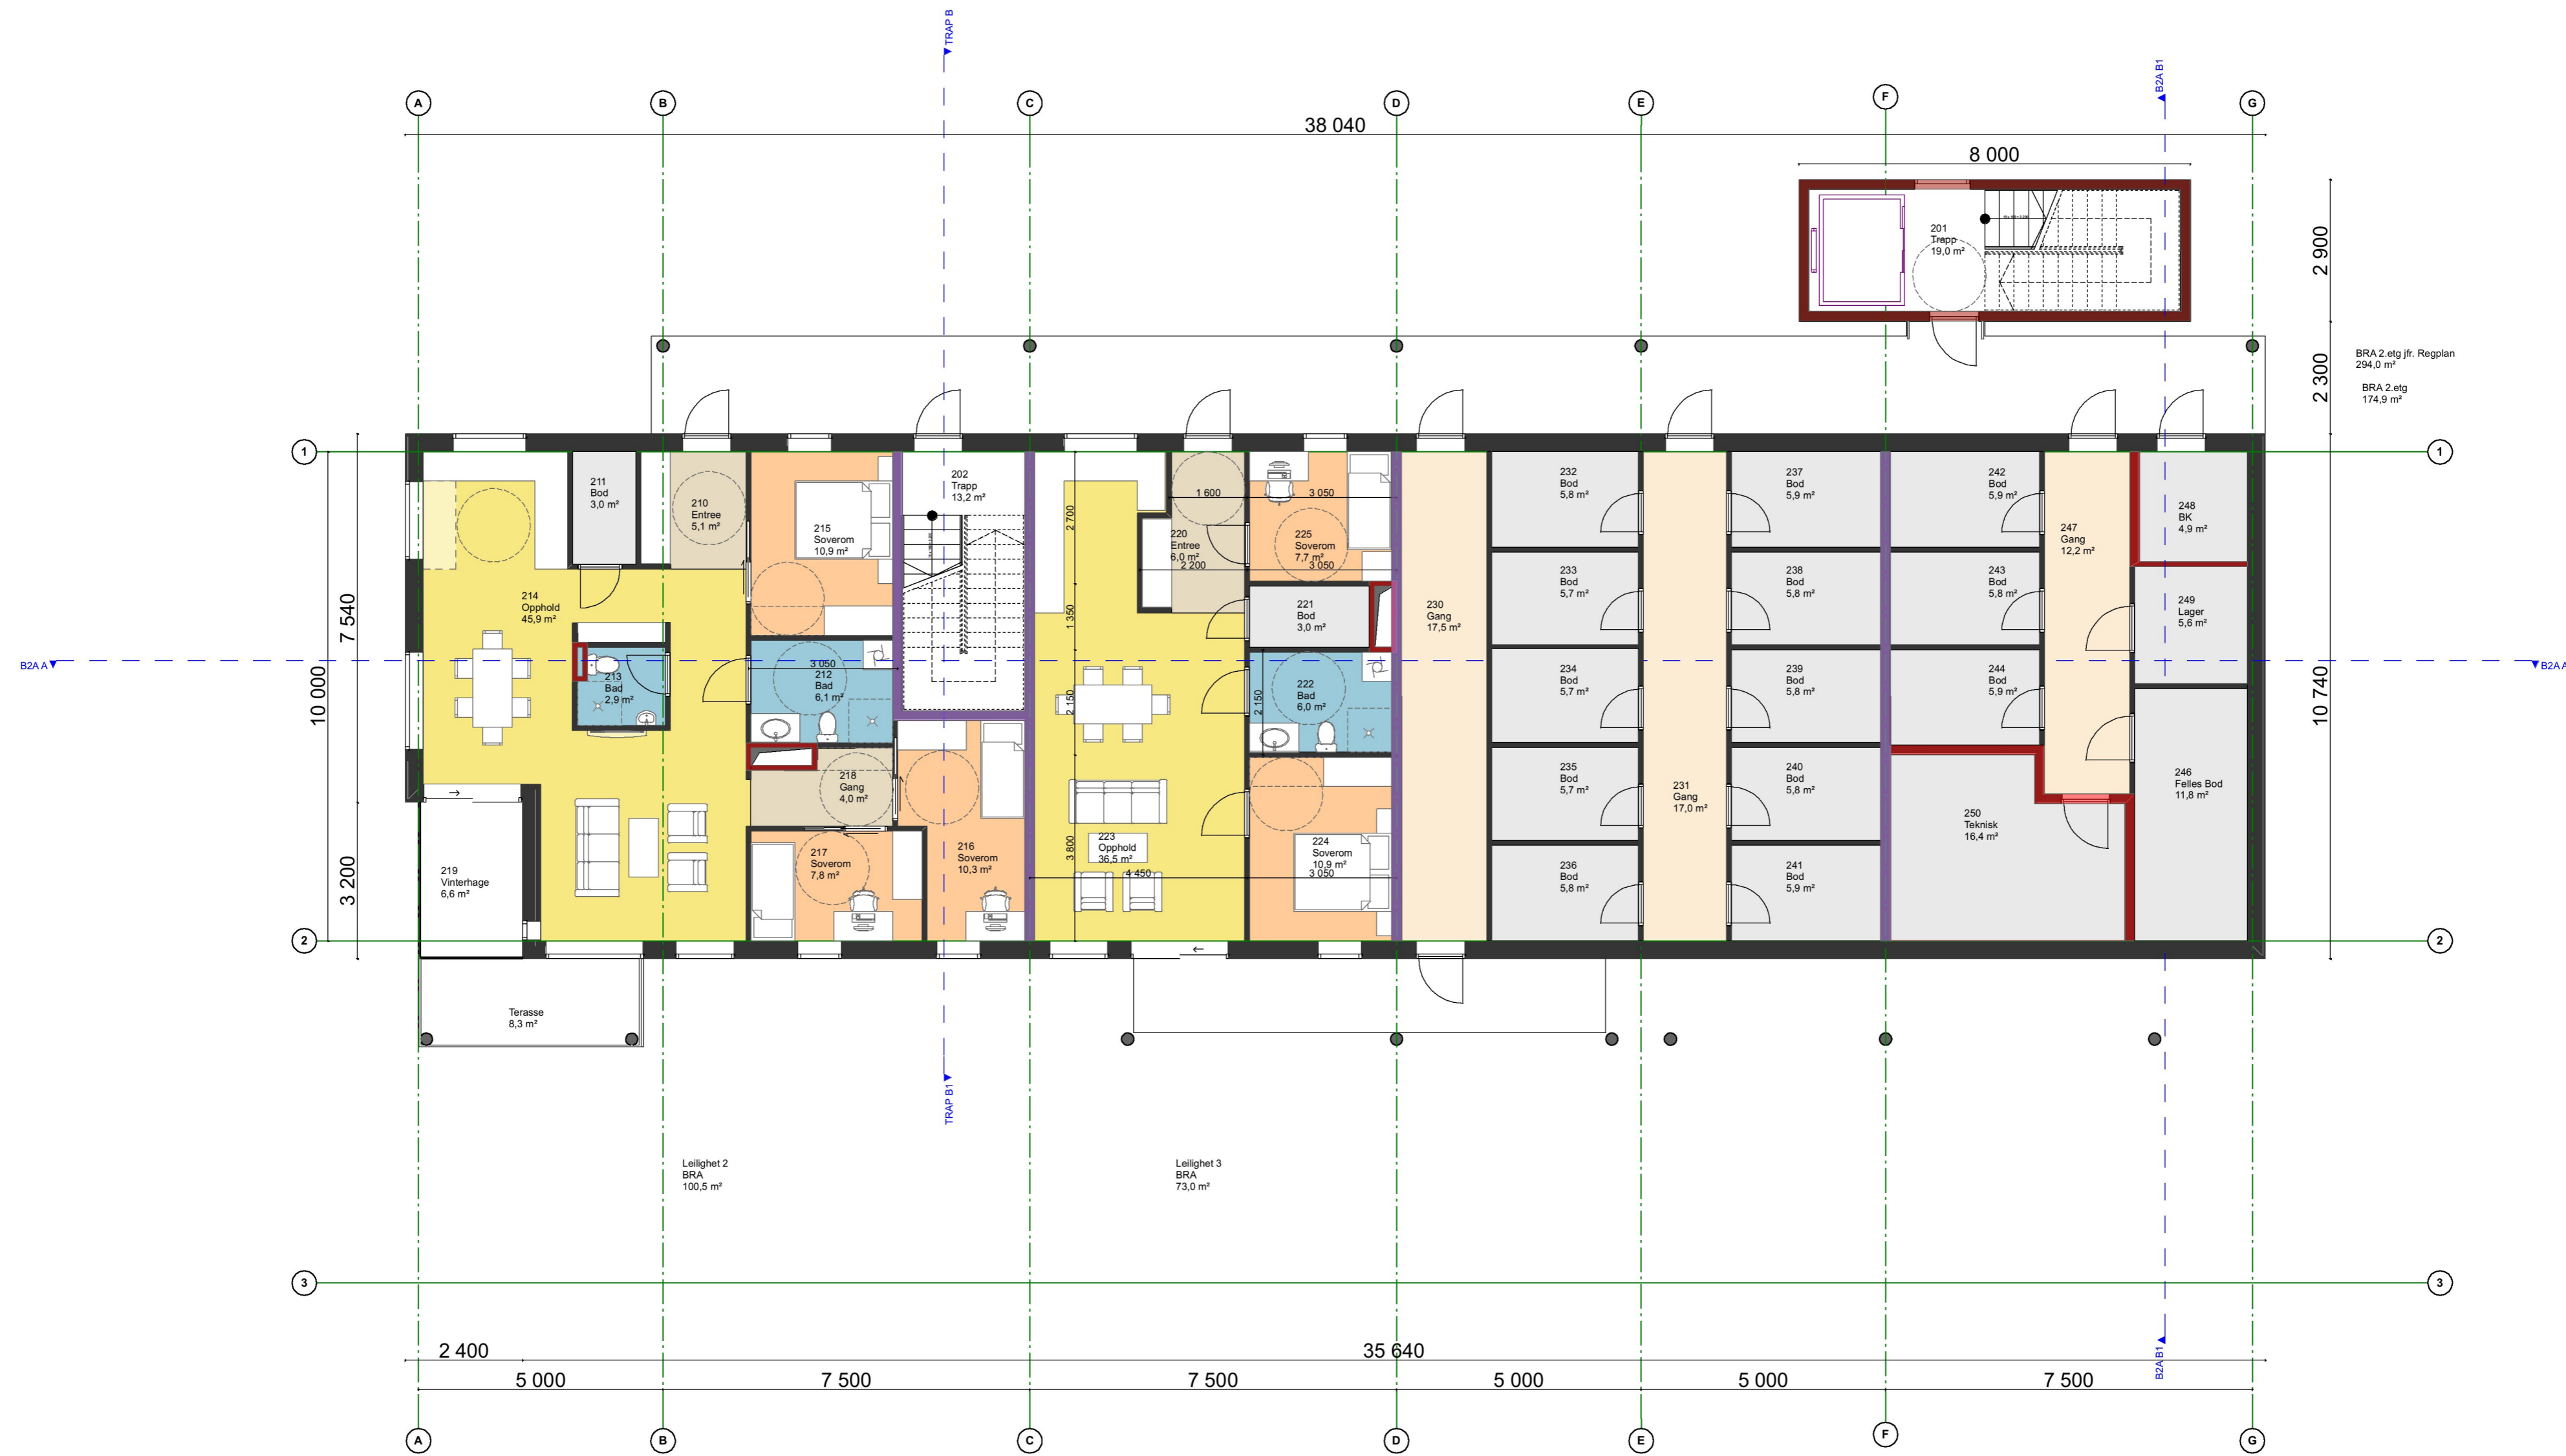 TRAP B
B2A B1
A
B
C
D
E
F
G
38 040
8 000
201
Trapp
19,0 m²
2 900
2 300
BRA 2.etg jfr. Regplan
294,0 m²
BRA 2.etg
174,9 m²
1
1
211
Bod
3,0 m²
210
Entree
5,1 m²
215
Soverom
10,9 m²
202
Trapp
13,2 m²
1 600
3 050
2 700
220
Entree
6,0 m²
2 200
225
Soverom
7,7 m²
3 050
232
Bod
5,8 m²
237
Bod
5,9 m²
242
Bod
5,9 m²
247
Gang
12,2 m²
248
BK
4,9 m²
233
Bod
5,7 m²
238
Bod
5,8 m²
243
Bod
5,8 m²
249
Lager
5,6 m²
7 540
214
Opphold
45,9 m²
1 350
221
Bod
3,0 m²
230
Gang
17,5 m²
B2A A
B2A A
10 000
213
Bad
2,9 m²
3 050
212
Bad
6,1 m²
2 150
2 150
222
Bad
6,0 m²
234
Bod
5,7 m²
239
Bod
5,8 m²
244
Bod
5,9 m²
10 740
218
Gang
4,0 m²
235
Bod
5,7 m²
231
Gang
17,0 m²
240
Bod
5,8 m²
246
Felles Bod
11,8 m²
250
Teknisk
16,4 m²
3 200
219
Vinterhage
6,6 m²
217
Soverom
7,8 m²
216
Soverom
10,3 m²
3 800
223
Opphold
36,5 m²
4 450
224
Soverom
10,9 m²
3 050
236
Bod
5,8 m²
241
Bod
5,9 m²
2
2
Terasse
8,3 m²
TRAP B1
Leilighet 2
BRA
100,5 m²
Leilighet 3
BRA
73,0 m²
3
3
B2A B1
2 400
35 640
5 000
7 500
7 500
5 000
5 000
7 500
A
B
C
D
E
F
G